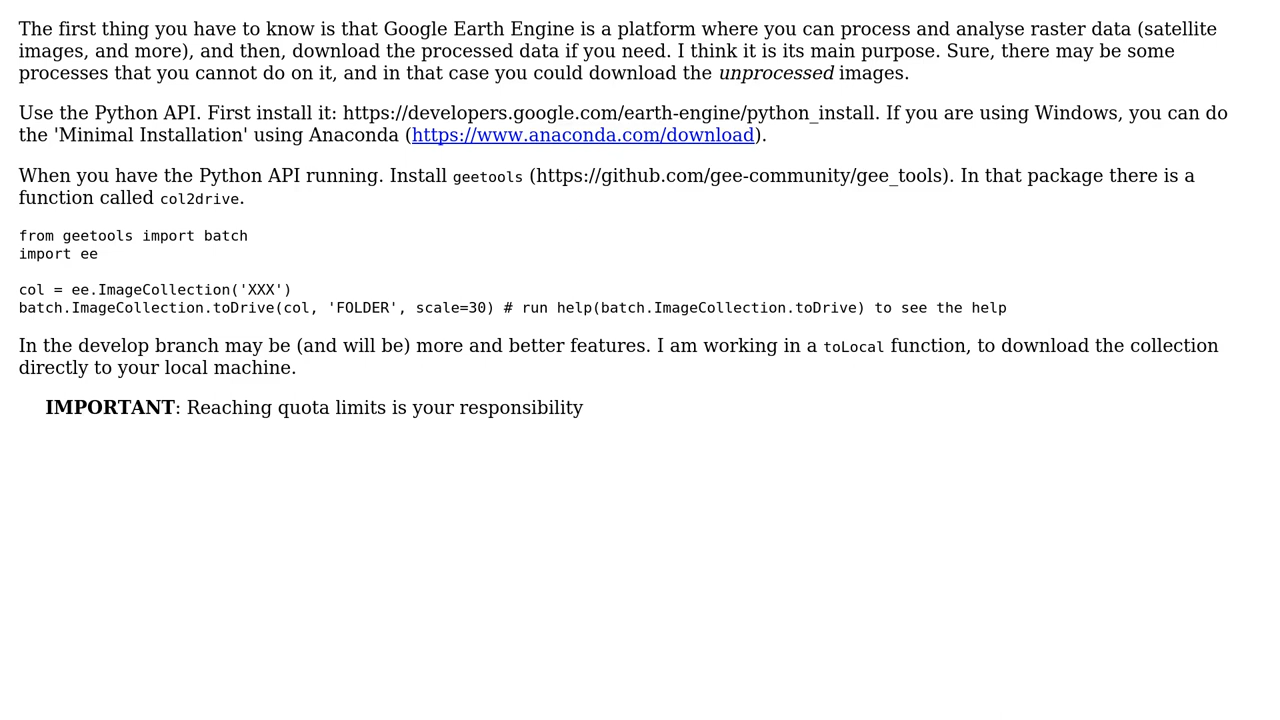 The first thing you have to know is that Google Earth Engine is a platform where you can process and analyse raster data (satellite
images, and more), and then, download the processed data if you need. I think it is its main purpose. Sure, there may be some
processes that you cannot do on it, and in that case you could download the unprocessed images.
Use the Python API. First install it: https://developers.google.com/earth-engine/python_install. If you are using Windows, you can do
the 'Minimal Installation' using Anaconda (https://www.anaconda.com/download).
When you have the Python API running. Install geetools (https://github.com/gee-community/gee_tools). In that package there is a
function called col2drive.
from geetools import batch
import ee
col = ee.ImageCollection('XXX')
batch.ImageCollection.toDrive(col, 'FOLDER', scale=30) # run help(batch.ImageCollection.toDrive) to see the help
In the develop branch may be (and will be) more and better features. I am working in a toLocal function, to download the collection
directly to your local machine.
IMPORTANT: Reaching quota limits is your responsibility